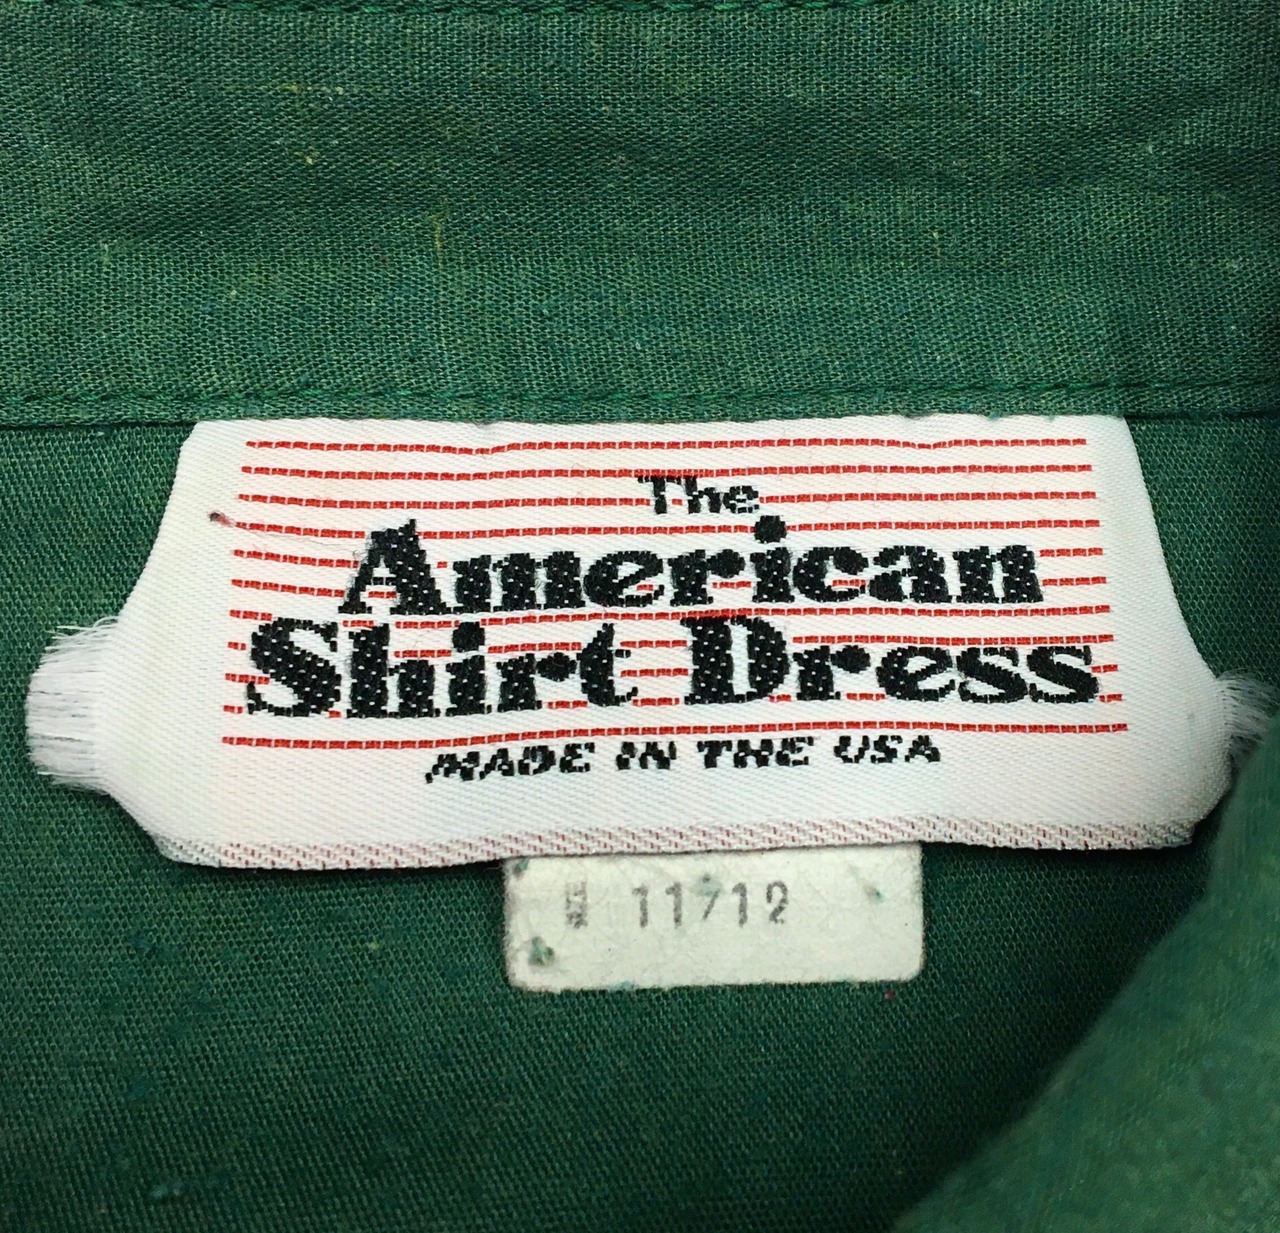 The
American
Shirt Dress
MADE IN THE USA
11/12